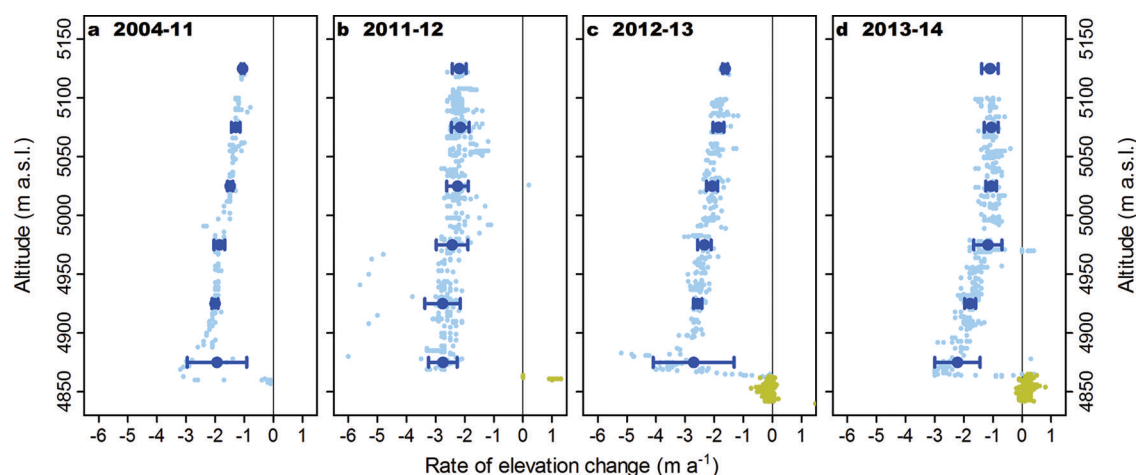 a 2004-11
b 2011-12
c 2012-13
d 2013-14
Altitude (m a.s.l.)
5150
5100
5050
5000
4950
4900
4850
5150
5100
5050
5000
4950
4900
4850
Altitude (m a.s.l.)
-6 -5 -4 -3 -2 -1 0 1
-6 -5 -4 -3 -2 -1 0 1
-6 -5 -4 -3 -2 -1 0 1
-6 -5 -4 -3 -2 -1 0 1
Rate of elevation change (m a⁻¹)